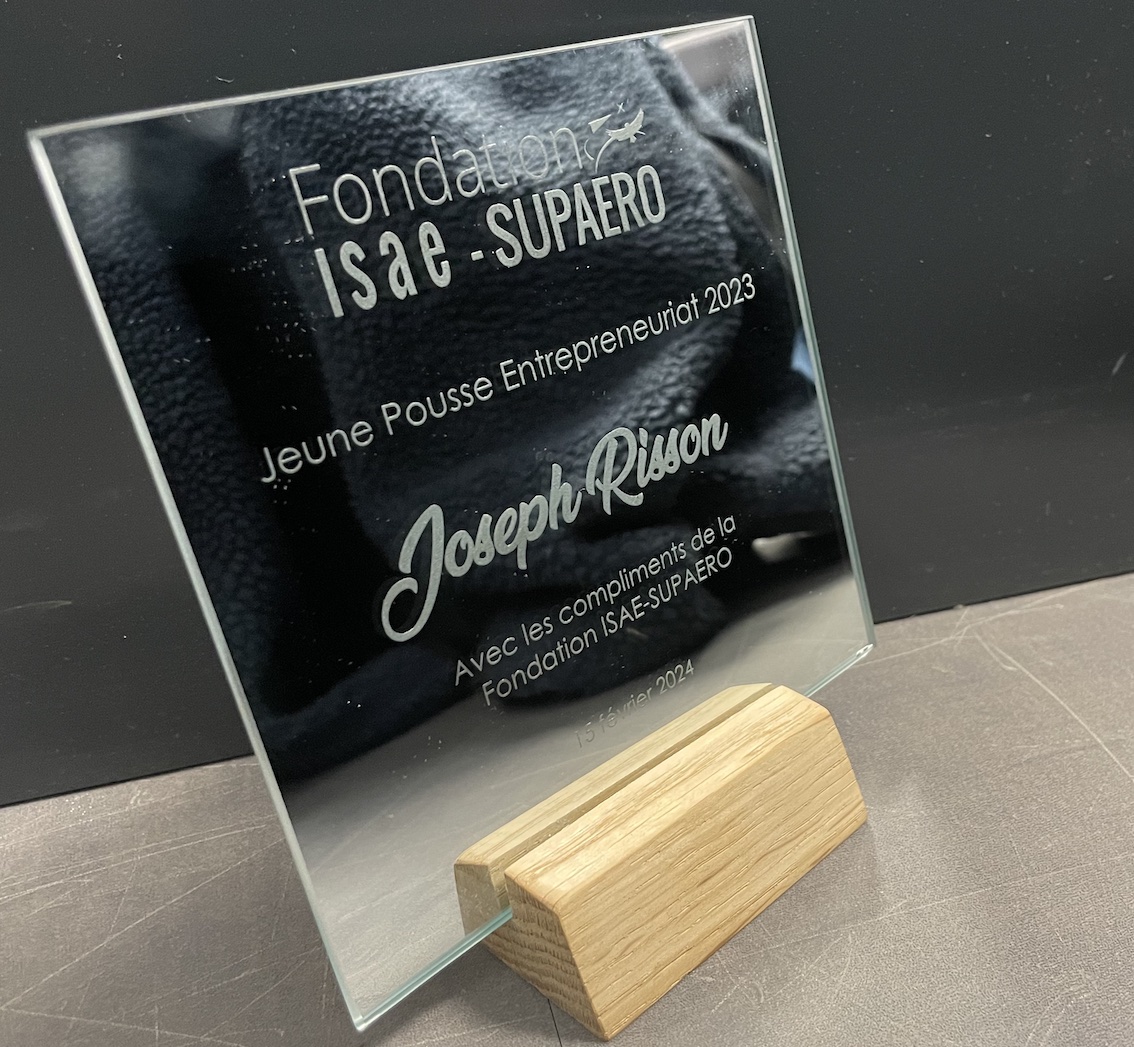 Fondation
isae - SUPAERO
Jeune Pousse Entrepreneuriat 2023
Joseph Risson
Avec les compliments de la
Fondation ISAE-SUPAERO
15 février 2024